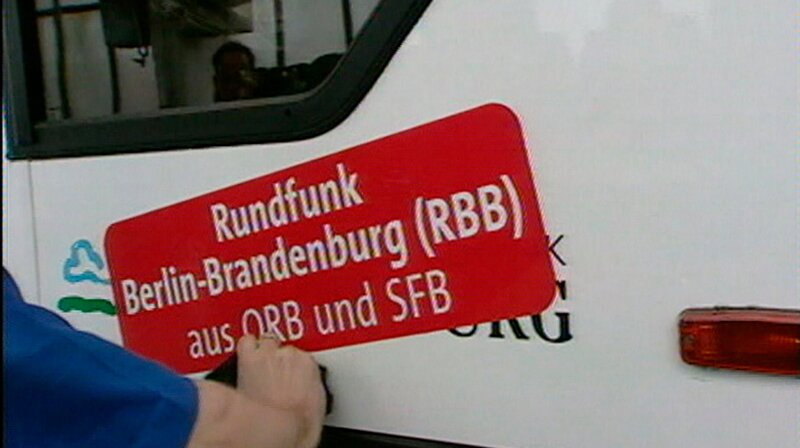 Rundfunk
Berlin-Brandenburg (RBB)
aus ORB und SFB